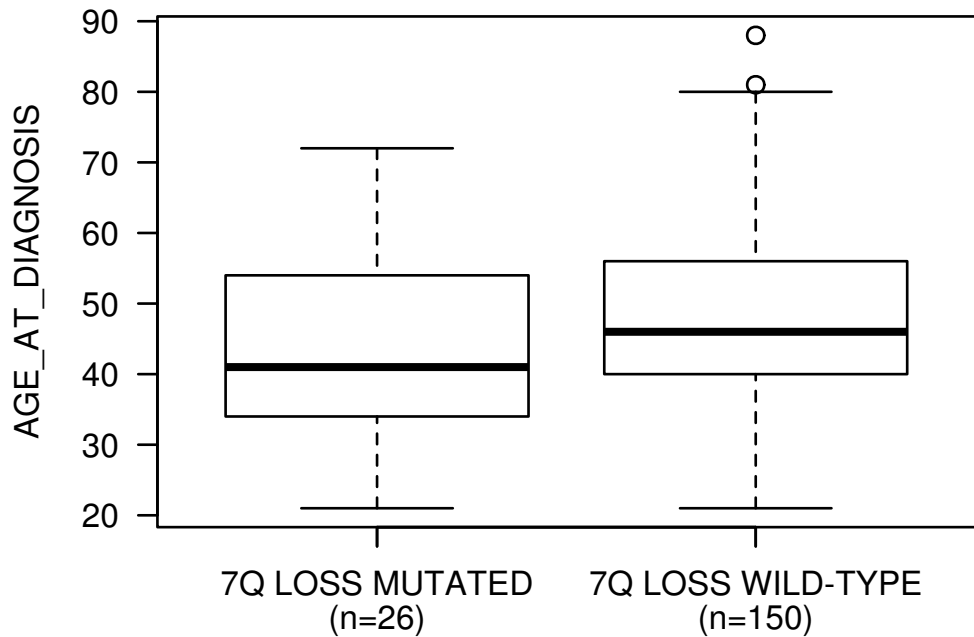 AGE_AT_DIAGNOSIS
90
80
70
60
50
40
30
20
7Q LOSS MUTATED
(n=26)
7Q LOSS WILD-TYPE
(n=150)